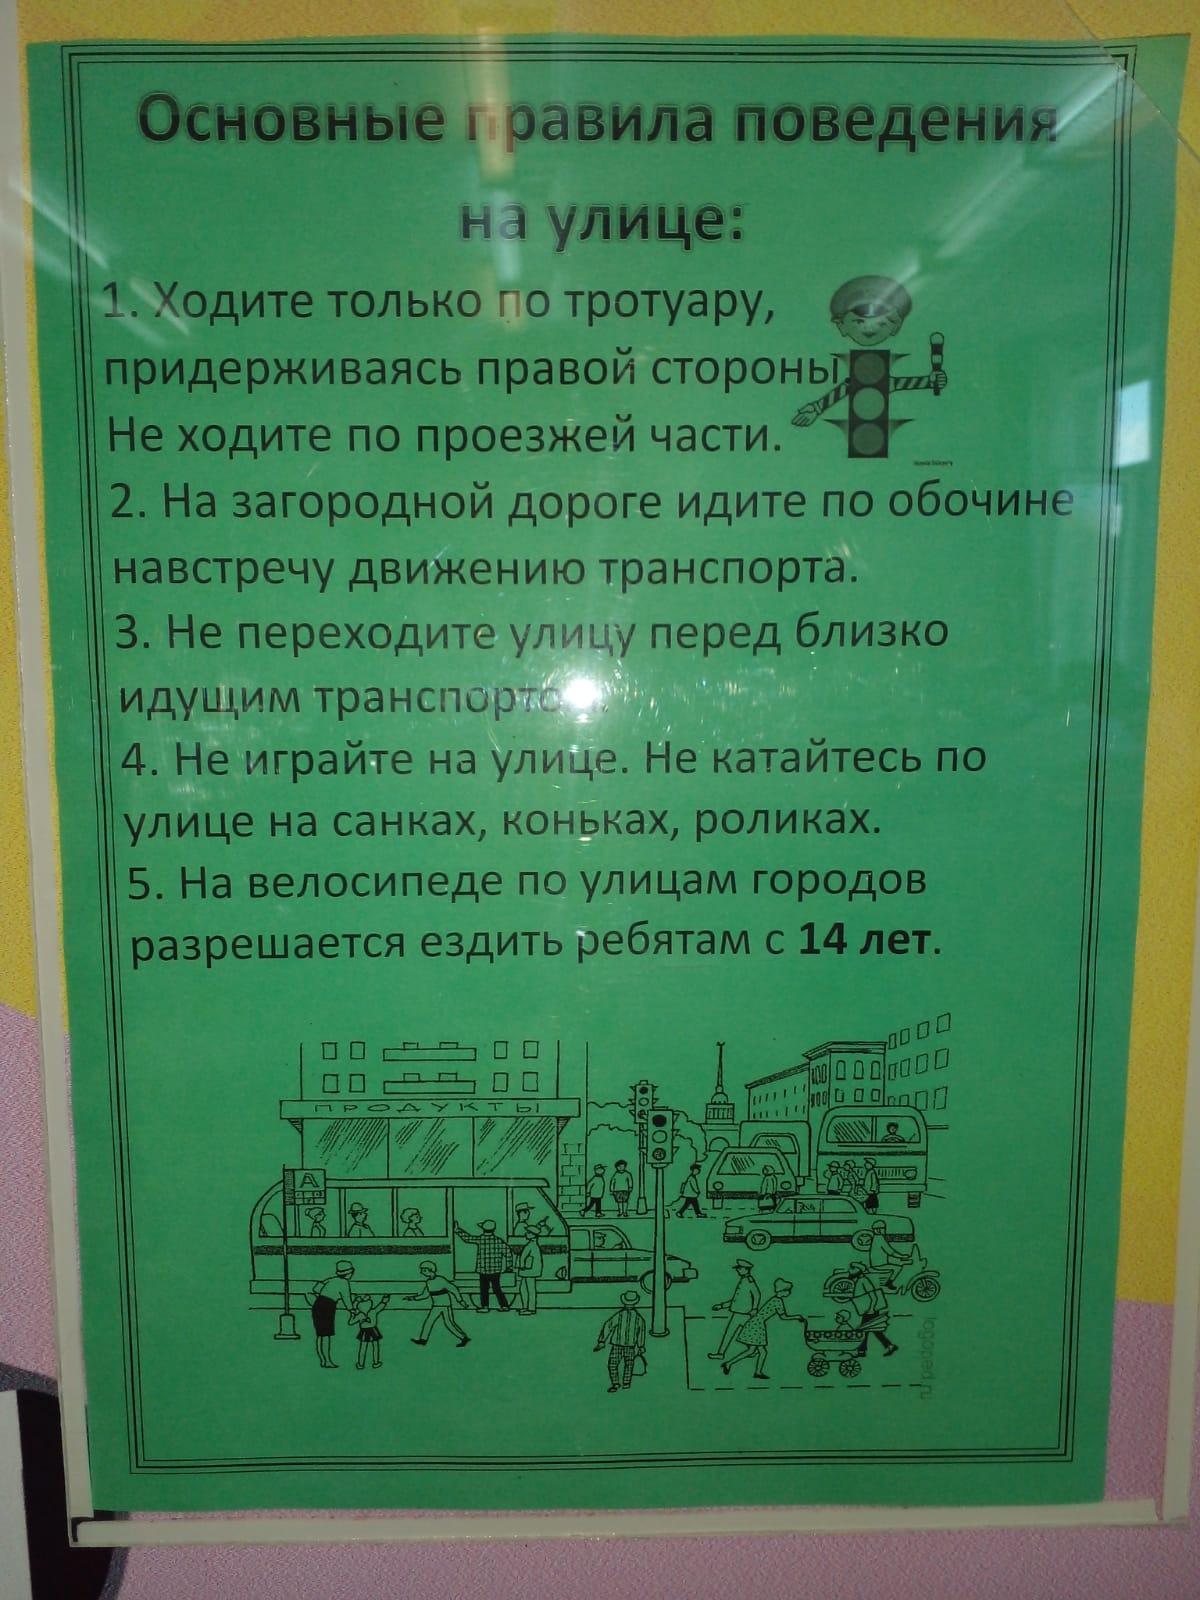 Основные правила поведения
на улице:
1. Ходите только по тротуару,
придерживаясь правой стороны
Не ходите по проезжей части.
2. На загородной дороге идите по обочине
навстречу движению транспорта.
3. Не переходите улицу перед близко
идущим
4. Не играйте на улице. Не катайтесь по
улице на санках, коньках, роликах.
5. На велосипеде по улицам городов
разрешается ездить ребятам с 14 лет.
ПРОДУКТЫ
А